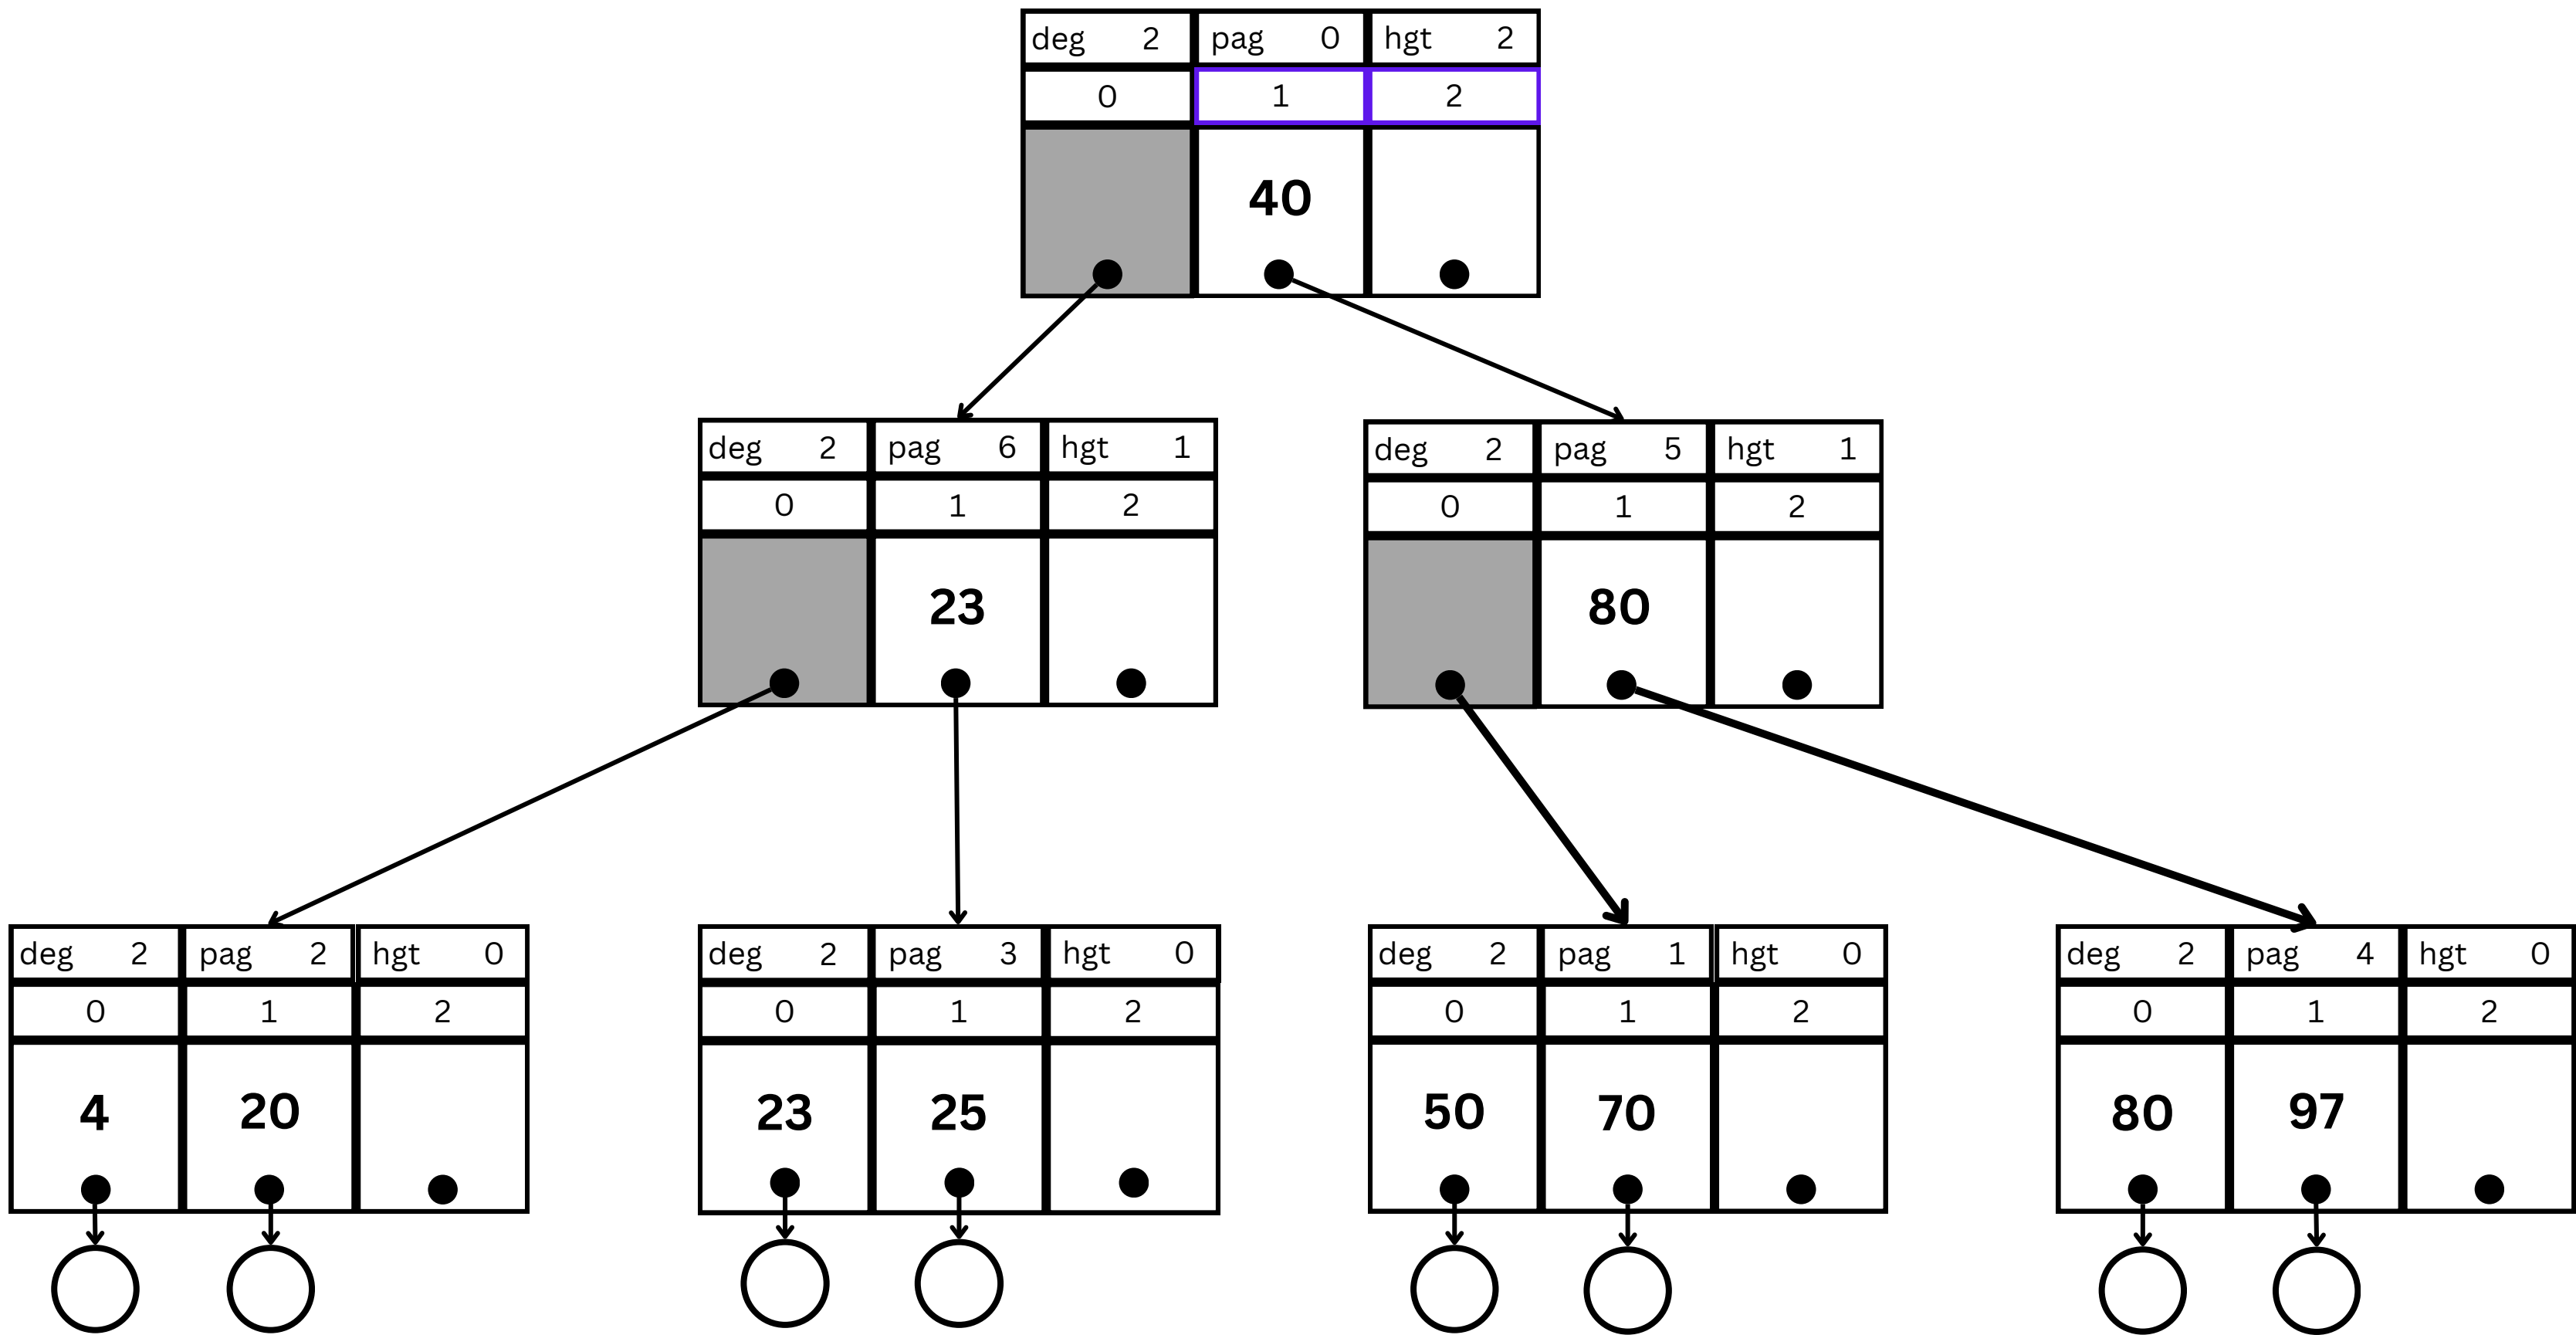 deg 2 pag 0 hgt 2
0 1 2
40
deg 2 pag 6 hgt 1
0 1 2
23
deg 2 pag 5 hgt 1
0 1 2
80
deg 2 pag 2 hgt 0
0 1 2
4 20
deg 2 pag 3 hgt 0
0 1 2
23 25
deg 2 pag 1 hgt 0
0 1 2
50 70
deg 2 pag 4 hgt 0
0 1 2
80 97